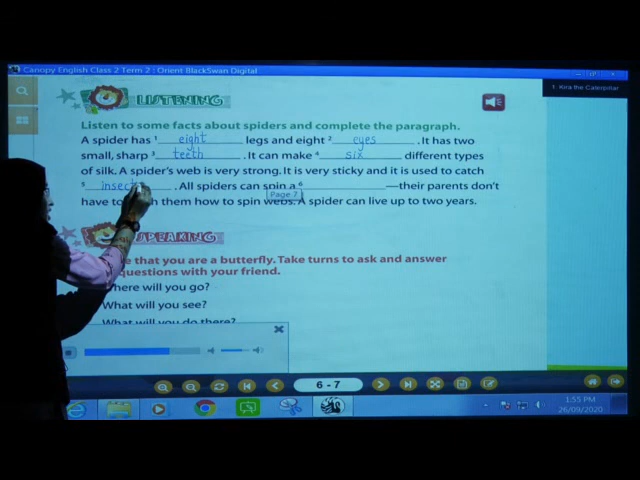 Canopy English Class 2 Term 2 : Orient BlackSwan Digital
1. Kira the Caterpillar
LISTENING
Listen to some facts about spiders and complete the paragraph.
A spider has 1 eight legs and eight 2 eyes . It has two
small, sharp 3 teeth . It can make 4 six different types
of silk. A spider's web is very strong. It is very sticky and it is used to catch
5 insects . All spiders can spin a 6 —their parents don't
Page 7
have to them how to spin webs. A spider can live up to two years.
SPEAKING
that you are a butterfly. Take turns to ask and answer
questions with your friend.
here will you go?
What will you see?
What will you do there?
6 - 7
1:55 PM
26/09/2020